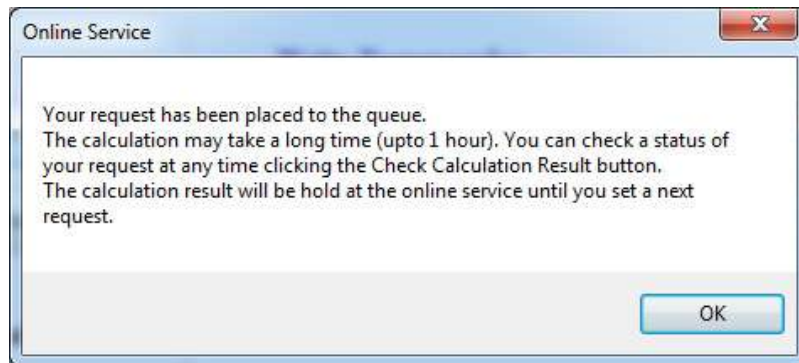 Online Service
Your request has been placed to the queue.
The calculation may take a long time (upto 1 hour). You can check a status of
your request at any time clicking the Check Calculation Result button.
The calculation result will be hold at the online service until you set a next
request.
OK